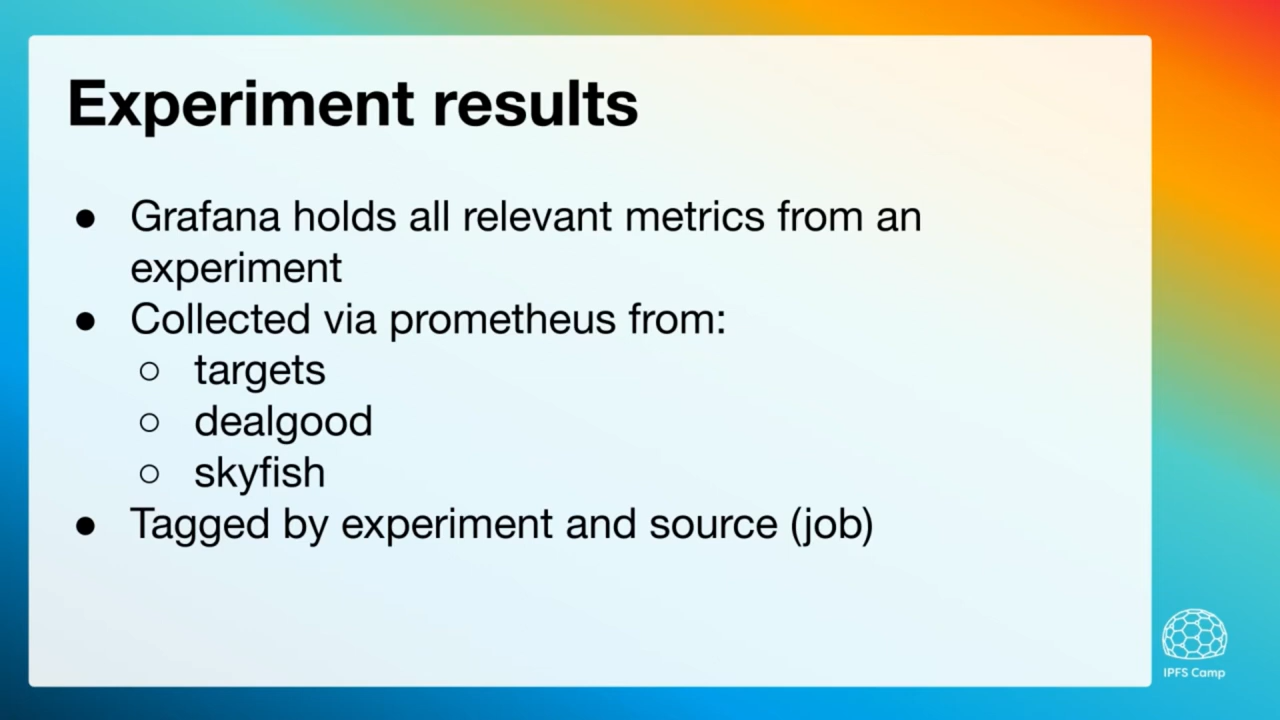 Experiment results
● Grafana holds all relevant metrics from an
experiment
● Collected via prometheus from:
○ targets
○ dealgood
○ skyfish
● Tagged by experiment and source (job)
IPFS Camp